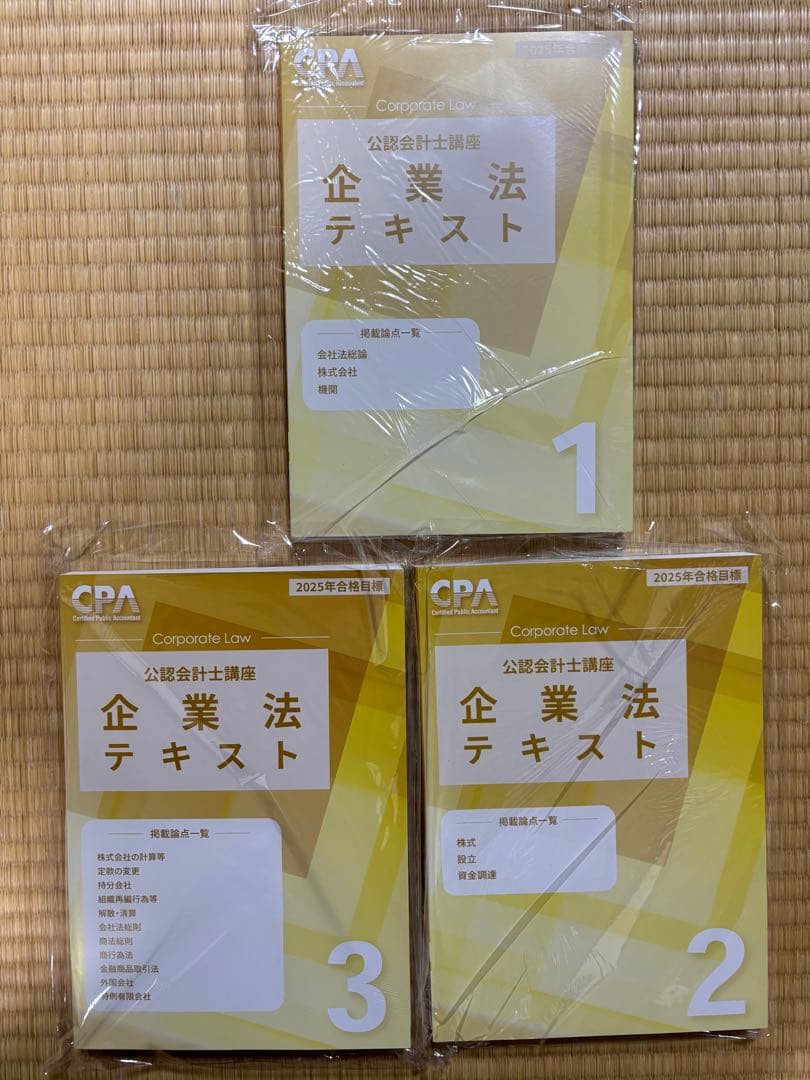 CPA
Certified Public Accountant
2025年合
Corporate Law
公認会計士講座
企業法
テキスト
掲載論点一覧
会社法総論
株式会社
機関
1
CPA
Certified Public Accountant
2025年合格目標
Corporate Law
公認会計士講座
企業法
テキスト
掲載論点一覧
株式会社の計算等
定款の変更
持分会社
組織再編行為等
解散・清算
会社法総則
商法総則
商行為法
金融商品取引法
外国会社
特例有限会社
3
CPA
Certified Public Accountant
2025年合格目標
Corporate Law
公認会計士講座
企業法
テキスト
掲載論点一覧
株式
設立
資金調達
2